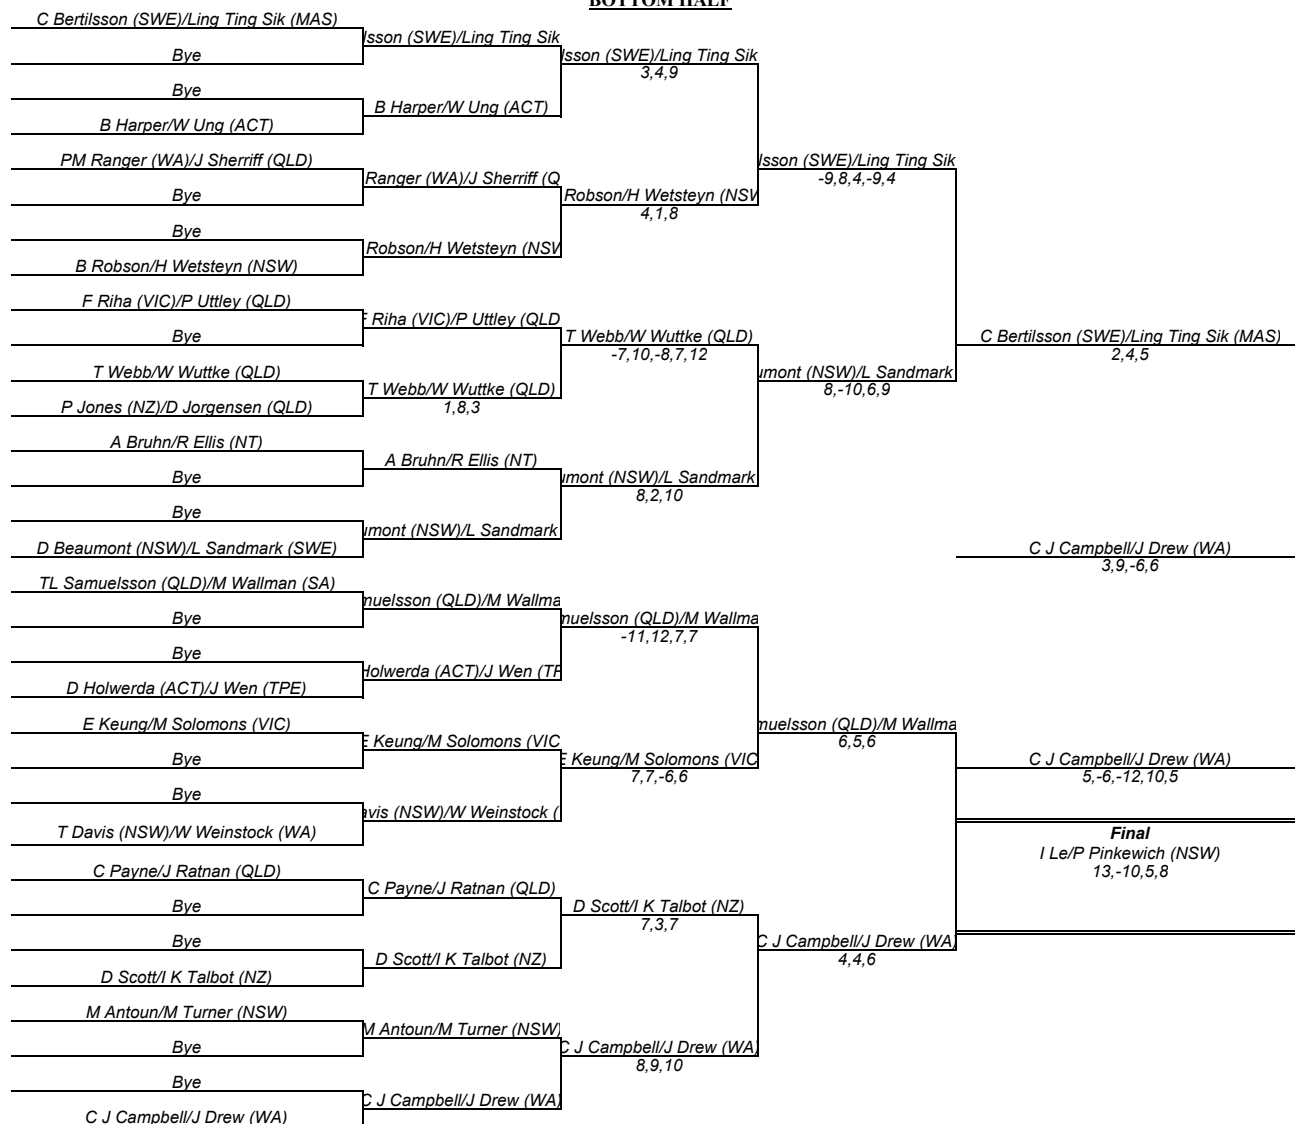 BOTTOM HALF
C Bertilsson (SWE)/Ling Ting Sik (MAS)
lsson (SWE)/Ling Ting Sik
Bye
lsson (SWE)/Ling Ting Sik
3,4,9
Bye
B Harper/W Ung (ACT)
B Harper/W Ung (ACT)
PM Ranger (WA)/J Sherriff (QLD)
lsson (SWE)/Ling Ting Sik
-9,8,4,-9,4
Ranger (WA)/J Sherriff (Q
Bye
Robson/H Wetsteyn (NSW
4,1,8
Bye
Robson/H Wetsteyn (NSW
B Robson/H Wetsteyn (NSW)
F Riha (VIC)/P Uttley (QLD)
F Riha (VIC)/P Uttley (QLD
Bye
T Webb/W Wuttke (QLD)
-7,10,-8,7,12
C Bertilsson (SWE)/Ling Ting Sik (MAS)
2,4,5
T Webb/W Wuttke (QLD)
umont (NSW)/L Sandmark
8,-10,6,9
T Webb/W Wuttke (QLD)
1,8,3
P Jones (NZ)/D Jorgensen (QLD)
A Bruhn/R Ellis (NT)
A Bruhn/R Ellis (NT)
Bye
umont (NSW)/L Sandmark
8,2,10
Bye
umont (NSW)/L Sandmark
D Beaumont (NSW)/L Sandmark (SWE)
C J Campbell/J Drew (WA)
3,9,-6,6
TL Samuelsson (QLD)/M Wallman (SA)
muelsson (QLD)/M Wallma
Bye
muelsson (QLD)/M Wallma
-11,12,7,7
Bye
Holwerda (ACT)/J Wen (TP
D Holwerda (ACT)/J Wen (TPE)
E Keung/M Solomons (VIC)
muelsson (QLD)/M Wallma
6,5,6
E Keung/M Solomons (VIC
Bye
E Keung/M Solomons (VIC
7,7,-6,6
C J Campbell/J Drew (WA)
5,-6,-12,10,5
Bye
avis (NSW)/W Weinstock (
T Davis (NSW)/W Weinstock (WA)
Final
I Le/P Pinkewich (NSW)
13,-10,5,8
C Payne/J Ratnan (QLD)
C Payne/J Ratnan (QLD)
Bye
D Scott/I K Talbot (NZ)
7,3,7
Bye
C J Campbell/J Drew (WA)
4,4,6
D Scott/I K Talbot (NZ)
D Scott/I K Talbot (NZ)
M Antoun/M Turner (NSW)
M Antoun/M Turner (NSW)
Bye
C J Campbell/J Drew (WA)
8,9,10
Bye
C J Campbell/J Drew (WA)
C J Campbell/J Drew (WA)